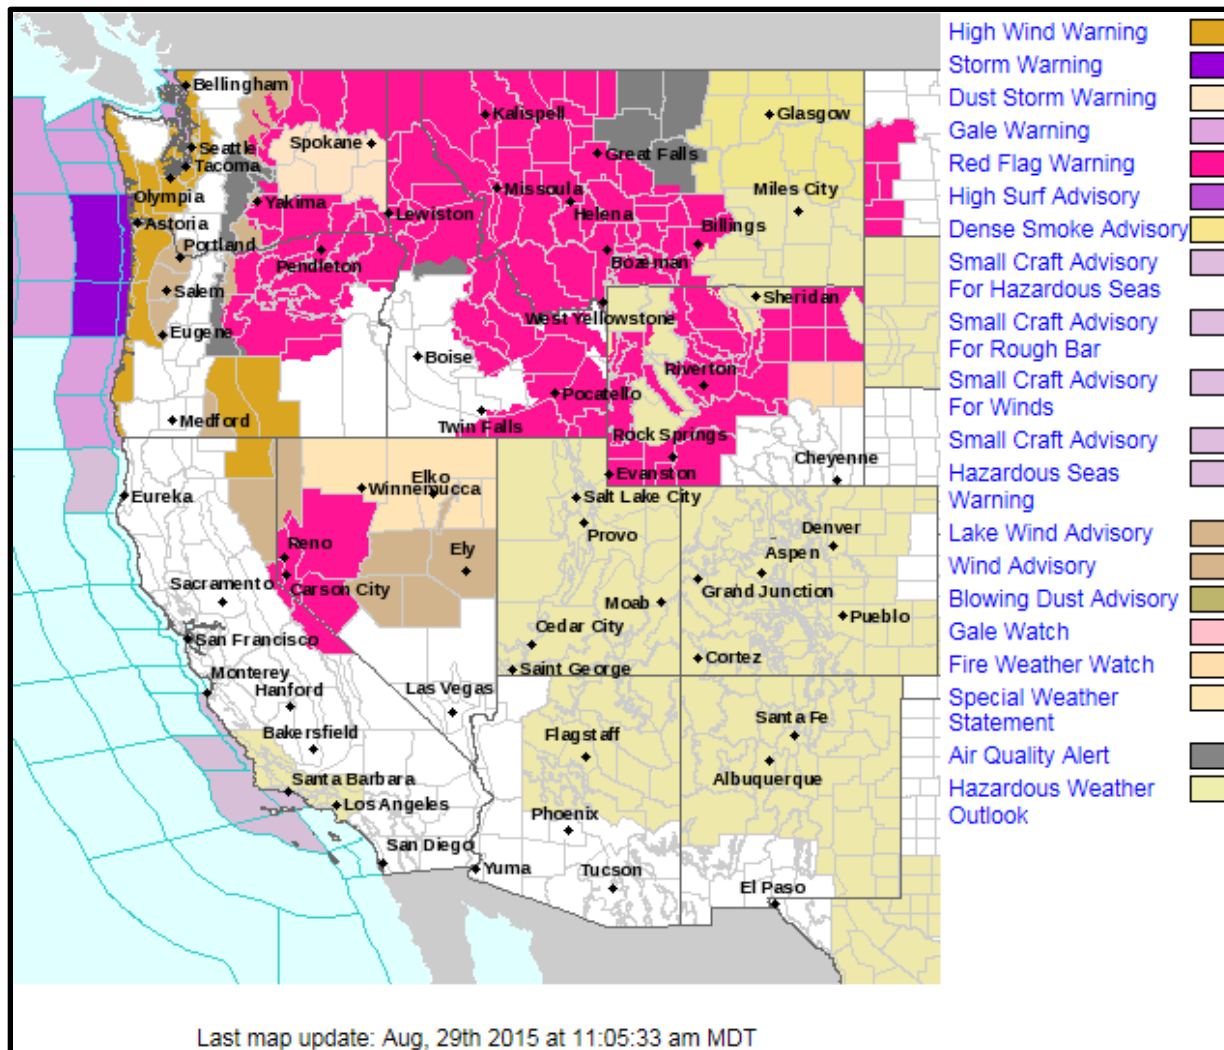 Bellingham
Kalispell
Glasgow
Spokane
Seattle
Great Falls
Tacoma
Missoula
Miles City
Olympia
Yakima
Lewiston
Helena
Astoria
Billings
Portland
Pendleton
Bozeman
Salem
Sheridan
West Yellowstone
Eugene
Boise
Riverton
Pocatello
Medford
Twin Falls
Rock Springs
Cheyenne
Elko
Evanston
Winnemucca
Eureka
Salt Lake City
Provo
Denver
Reno
Ely
Aspen
Sacramento
Carson City
Grand Junction
Moab
Pueblo
San Francisco
Cedar City
Cortez
Saint George
Monterey
Hanford
Las Vegas
Santa Fe
Bakersfield
Flagstaff
Albuquerque
Santa Barbara
Los Angeles
Phoenix
San Diego
Yuma
Tucson
El Paso
High Wind Warning
Storm Warning
Dust Storm Warning
Gale Warning
Red Flag Warning
High Surf Advisory
Dense Smoke Advisory
Small Craft Advisory
For Hazardous Seas
Small Craft Advisory
For Rough Bar
Small Craft Advisory
For Winds
Small Craft Advisory
Hazardous Seas
Warning
Lake Wind Advisory
Wind Advisory
Blowing Dust Advisory
Gale Watch
Fire Weather Watch
Special Weather
Statement
Air Quality Alert
Hazardous Weather
Outlook
Last map update: Aug, 29th 2015 at 11:05:33 am MDT